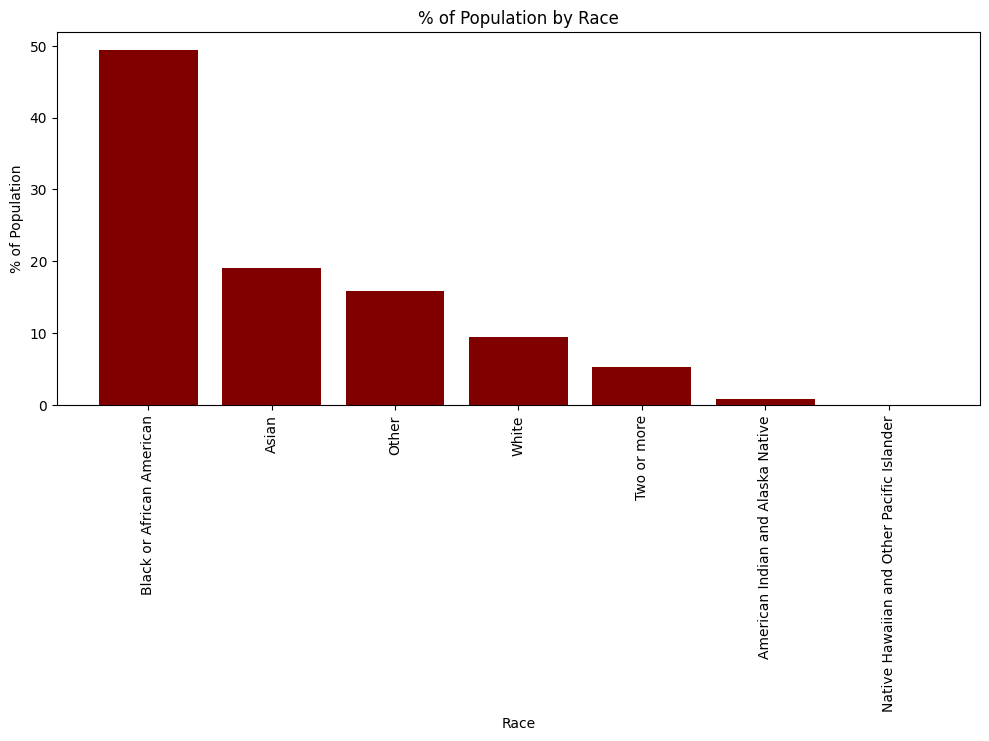 % of Population by Race
% of Population
50
40
30
20
10
0
Black or African American
Asian
Other
White
Two or more
American Indian and Alaska Native
Native Hawaiian and Other Pacific Islander
Race